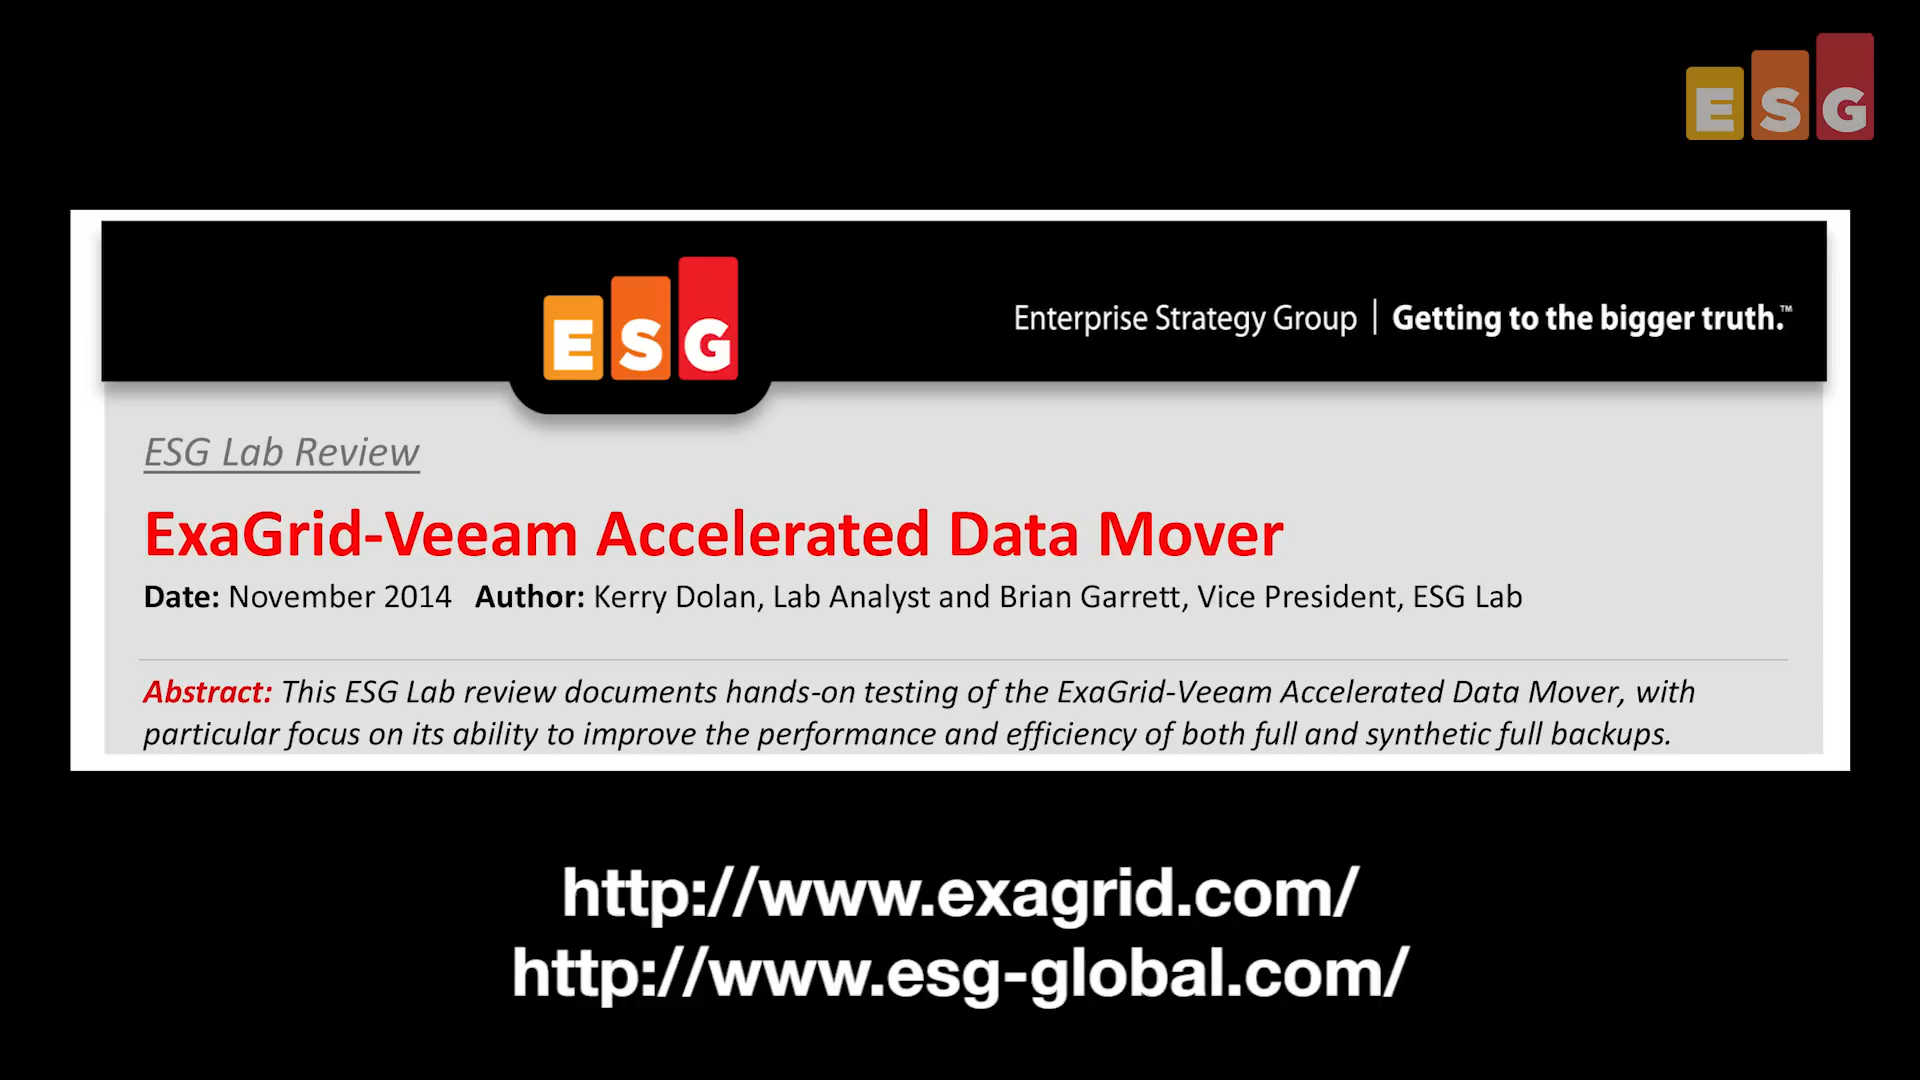 ESG
ESG
Enterprise Strategy Group | Getting to the bigger truth.™
ESG Lab Review
ExaGrid-Veeam Accelerated Data Mover
Date: November 2014 Author: Kerry Dolan, Lab Analyst and Brian Garrett, Vice President, ESG Lab
Abstract: This ESG Lab review documents hands-on testing of the ExaGrid-Veeam Accelerated Data Mover, with
particular focus on its ability to improve the performance and efficiency of both full and synthetic full backups.
http://www.exagrid.com/
http://www.esg-global.com/